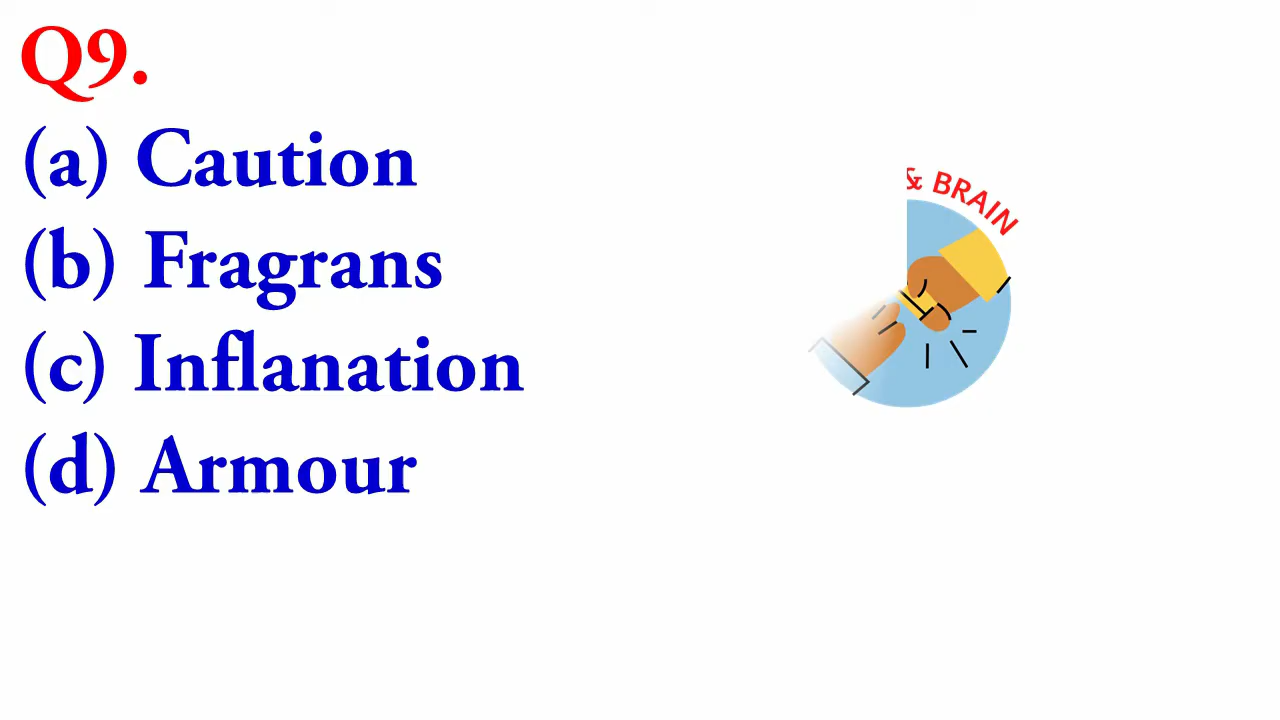 Q9.
(a) Caution
(b) Fragrans
(c) Inflanation
(d) Armour
& BRAIN